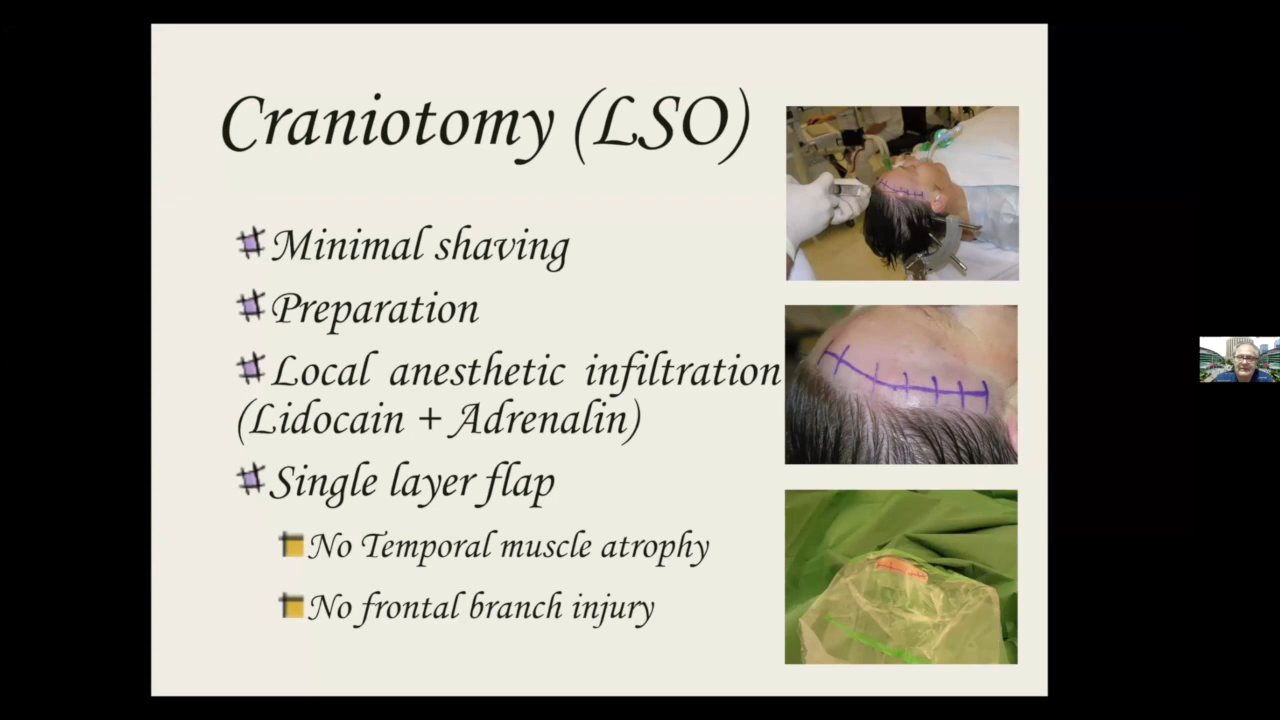 Craniotomy (LSO)
Minimal shaving
Preparation
Local anesthetic infiltration
(Lidocain + Adrenalin)
Single layer flap
No Temporal muscle atrophy
No frontal branch injury